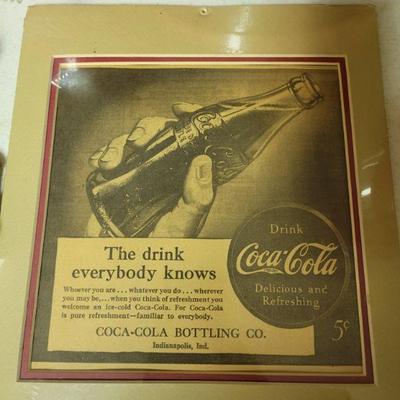 The drink
everybody knows
Whoever you are . . . whatever you do . . . wherever
you may be, . . . when you think of refreshment you
welcome an ice-cold Coca-Cola. For Coca-Cola
is pure refreshment—familiar to everybody.
COCA-COLA BOTTLING CO.
Indianapolis, Ind.
Drink
Coca-Cola
Delicious and
Refreshing
5¢